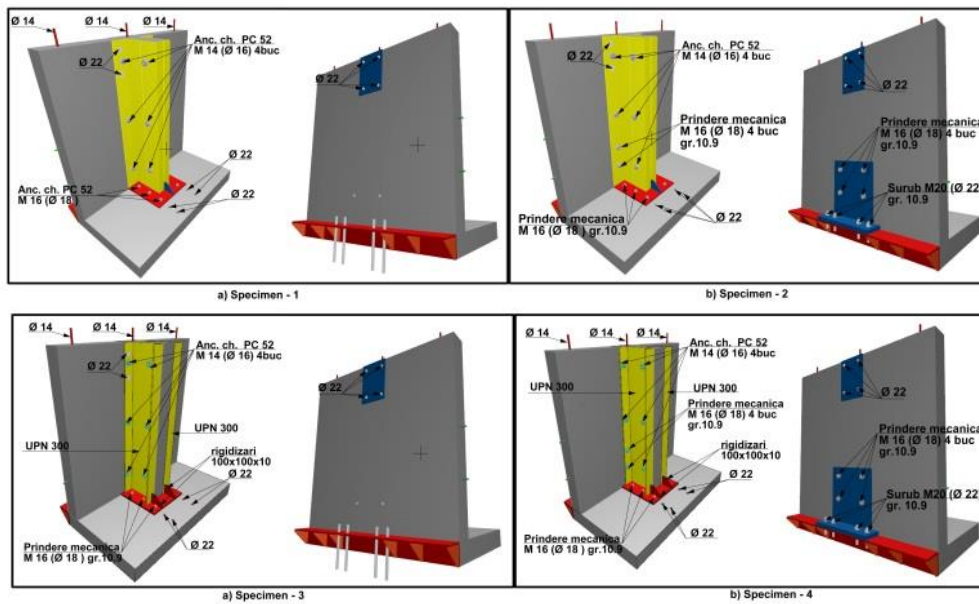 Ø 14
Ø 14
Ø 14
Anc. ch. PC 52
M 14 (Ø 16) 4buc
Ø 22
Ø 22
Ø 22
Anc. ch. PC 52
M 16 (Ø 18 )
Ø 22
a) Specimen - 1
Anc. ch. PC 52
M 14 (Ø 16) 4 buc
Ø 22
Ø 22
Prindere mecanica
M 16 (Ø 18) 4 buc
gr.10.9
Prindere mecanica
M 16 (Ø 18) 4 buc
gr.10.9
Surub M20 (Ø 22
gr. 10.9
Prindere mecanica
M 16 (Ø 18 ) gr.10.9
Ø 22
b) Specimen - 2
Ø 14
Ø 14
Ø 14
Anc. ch. PC 52
M 14 (Ø 16) 4buc
Ø 22
Ø 22
UPN 300
UPN 300
rigidizari
100x100x10
Ø 22
Ø 22
Prindere mecanica
M 16 (Ø 18 ) gr.10.9
a) Specimen - 3
Ø 14
Ø 14
Ø 14
Anc. ch. PC 52
M 14 (Ø 16) 4buc
UPN 300
UPN 300
Ø 22
Prindere mecanica
M 16 (Ø 18) 4 buc
gr.10.9
Prindere mecanica
M 16 (Ø 18) 4 buc
gr.10.9
rigidizari
100x100x10
Ø 22
Surub M20 (Ø 22
gr. 10.9
Ø 22
Prindere mecanica
M 16 (Ø 18 ) gr.10.9
b) Specimen - 4